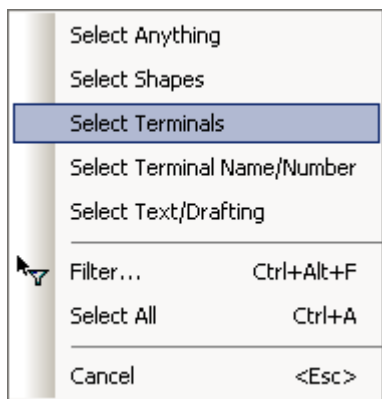 Select Anything
Select Shapes
Select Terminals
Select Terminal Name/Number
Select Text/Drafting
Filter... Ctrl+Alt+F
Select All Ctrl+A
Cancel <Esc>